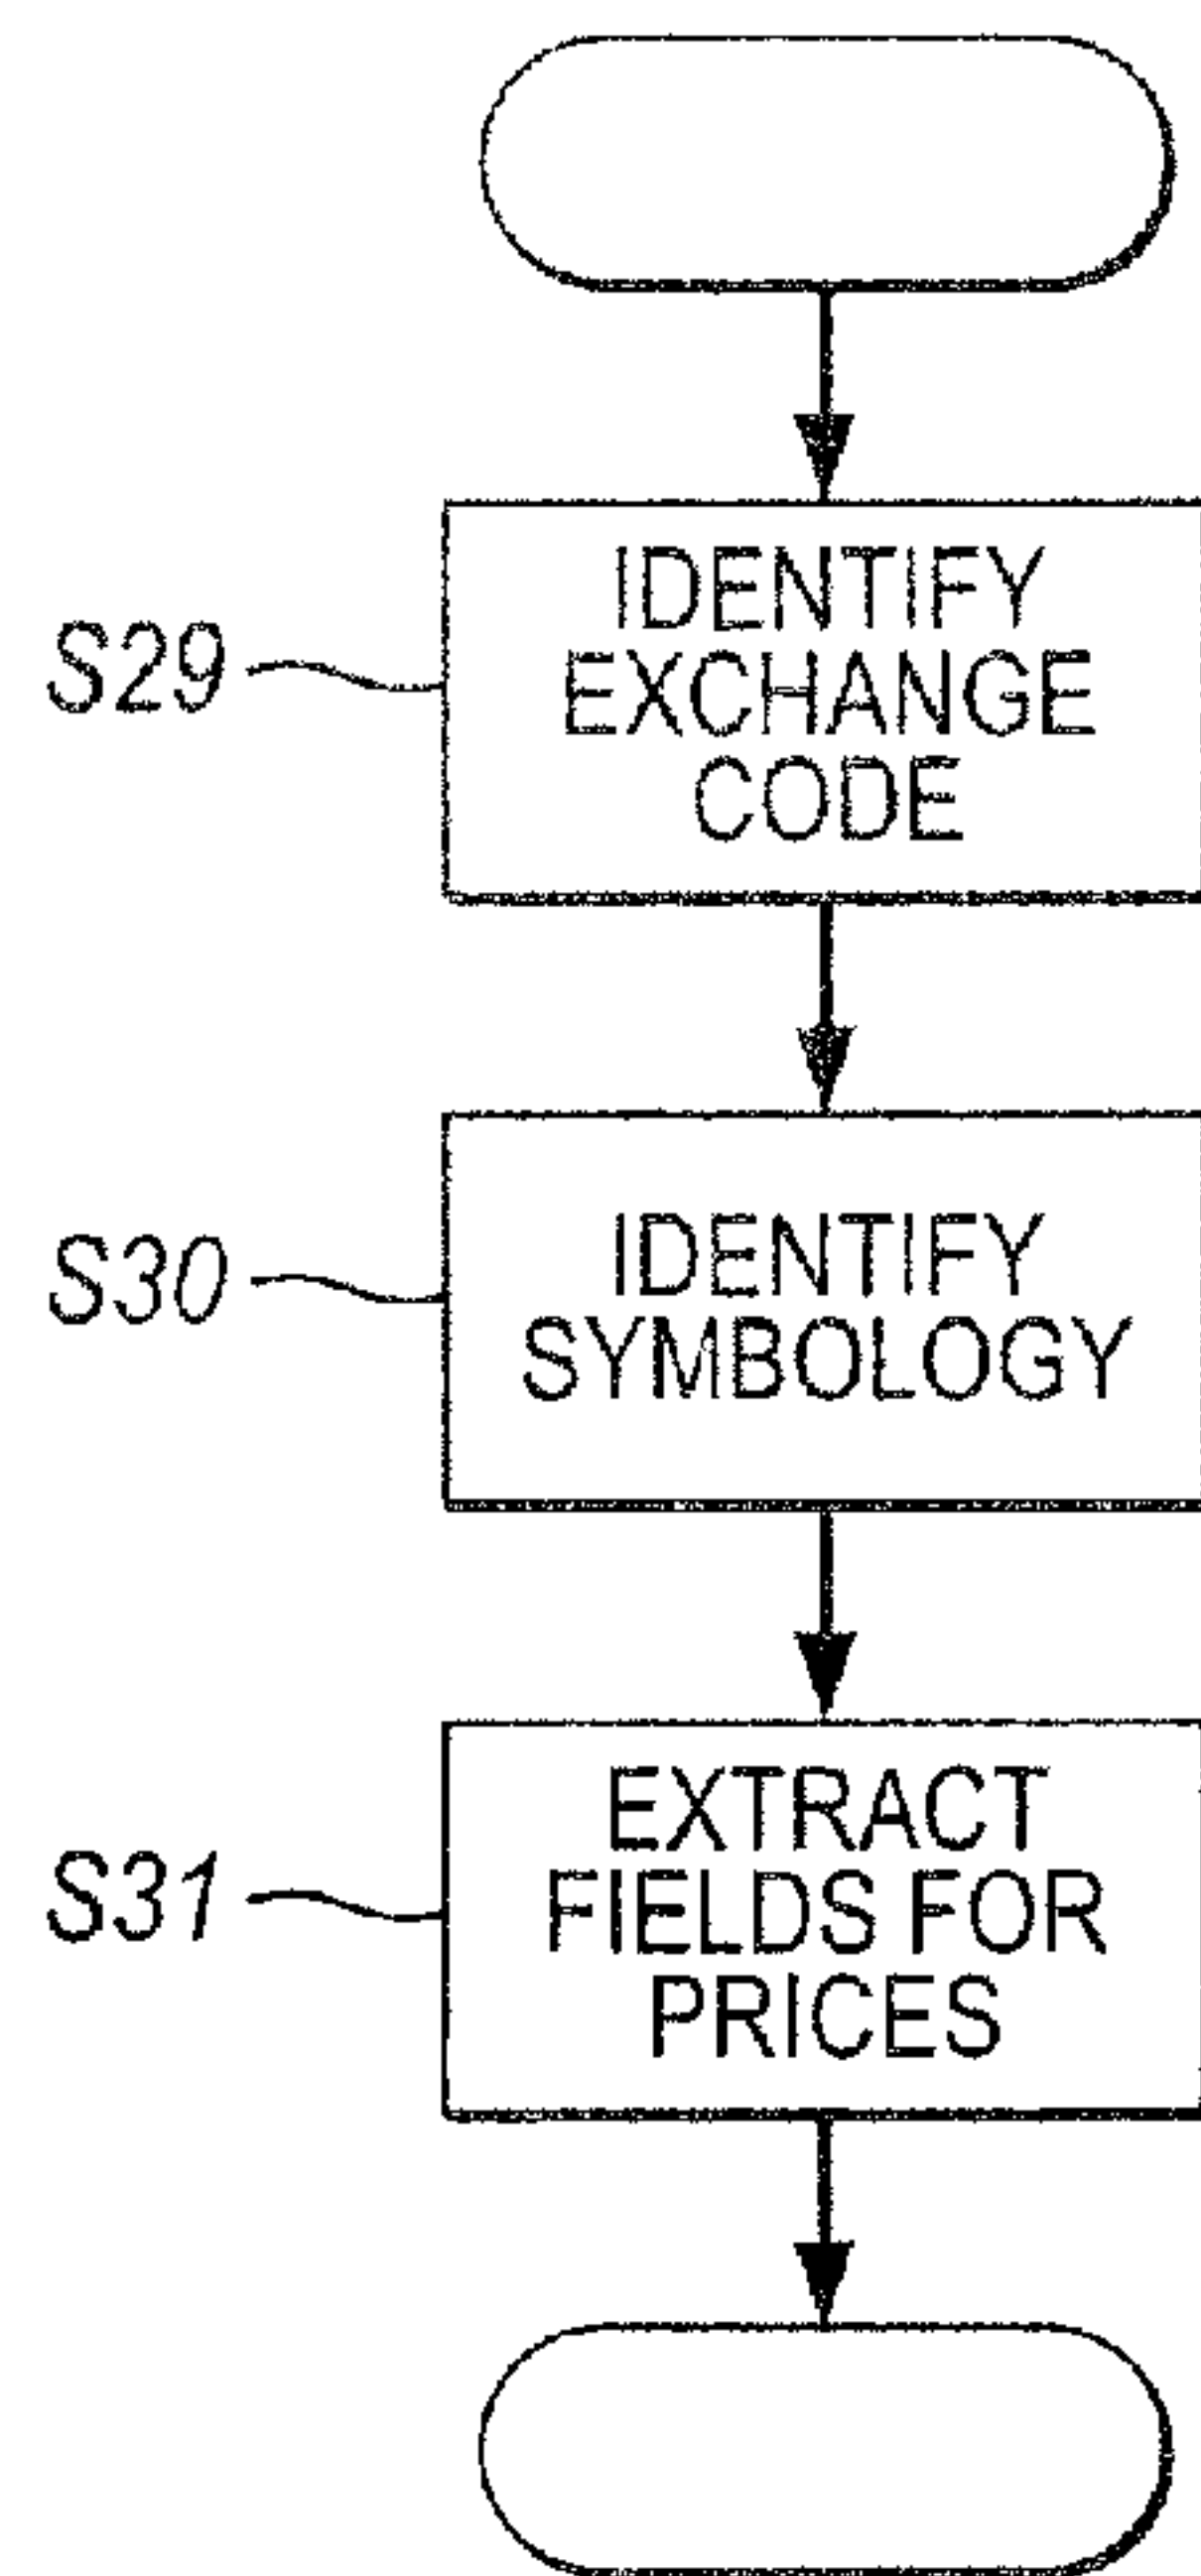 S29
IDENTIFY
EXCHANGE
CODE
S30
IDENTIFY
SYMBOLOGY
S31
EXTRACT
FIELDS FOR
PRICES